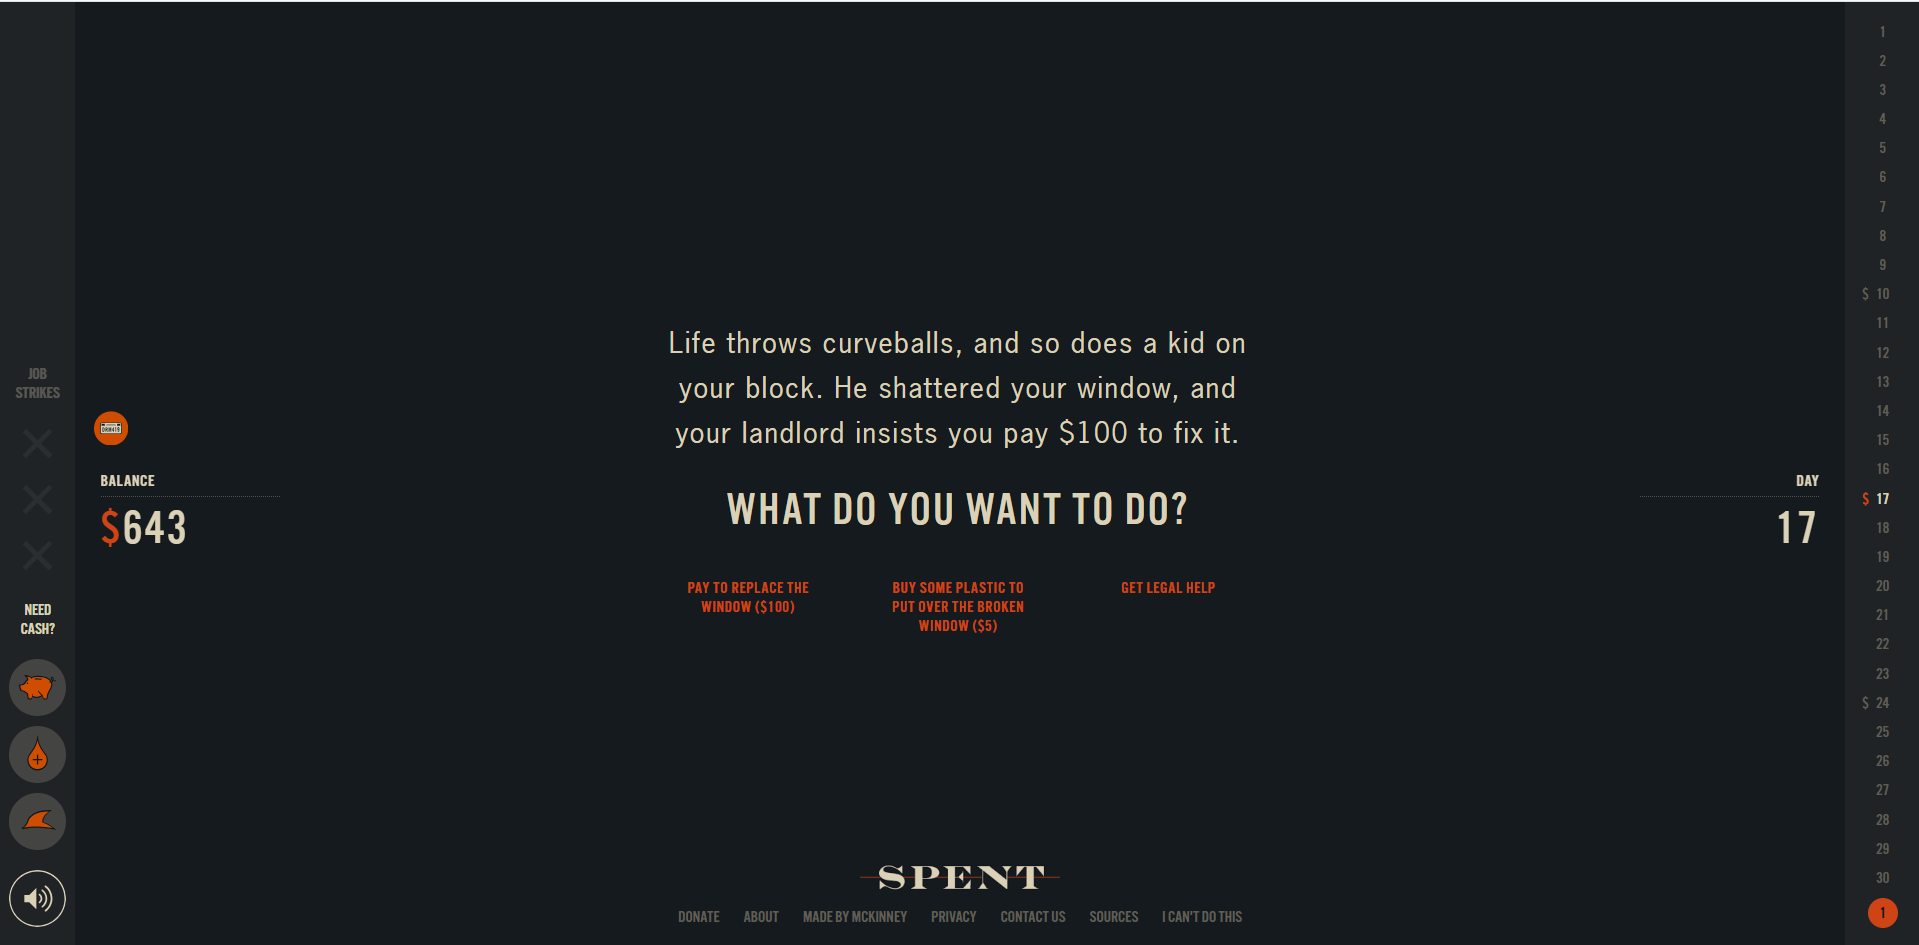 JOB
STRIKES
NEED
CASH?
BALANCE
$643
Life throws curveballs, and so does a kid on
your block. He shattered your window, and
your landlord insists you pay $100 to fix it.
WHAT DO YOU WANT TO DO?
PAY TO REPLACE THE
WINDOW ($100)
BUY SOME PLASTIC TO
PUT OVER THE BROKEN
WINDOW ($5)
GET LEGAL HELP
DAY
17
1
2
3
4
5
6
7
8
9
$ 10
11
12
13
14
15
16
$ 17
18
19
20
21
22
23
$ 24
25
26
27
28
29
30
1
SPENT
DONATE ABOUT MADE BY MCKINNEY PRIVACY CONTACT US SOURCES I CAN'T DO THIS